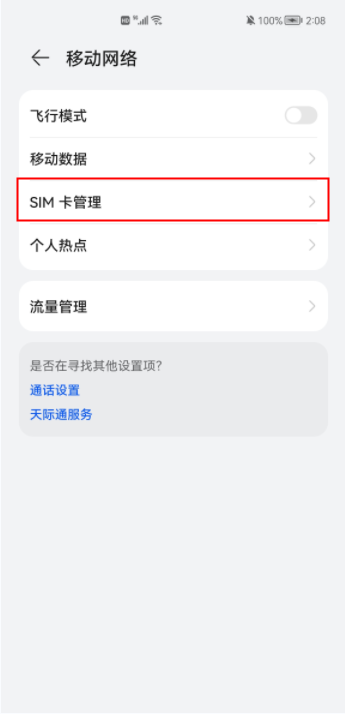 100% 2:08
移动网络
飞行模式
移动数据
SIM 卡管理
个人热点
流量管理
是否在寻找其他设置项?
通话设置
天际通服务